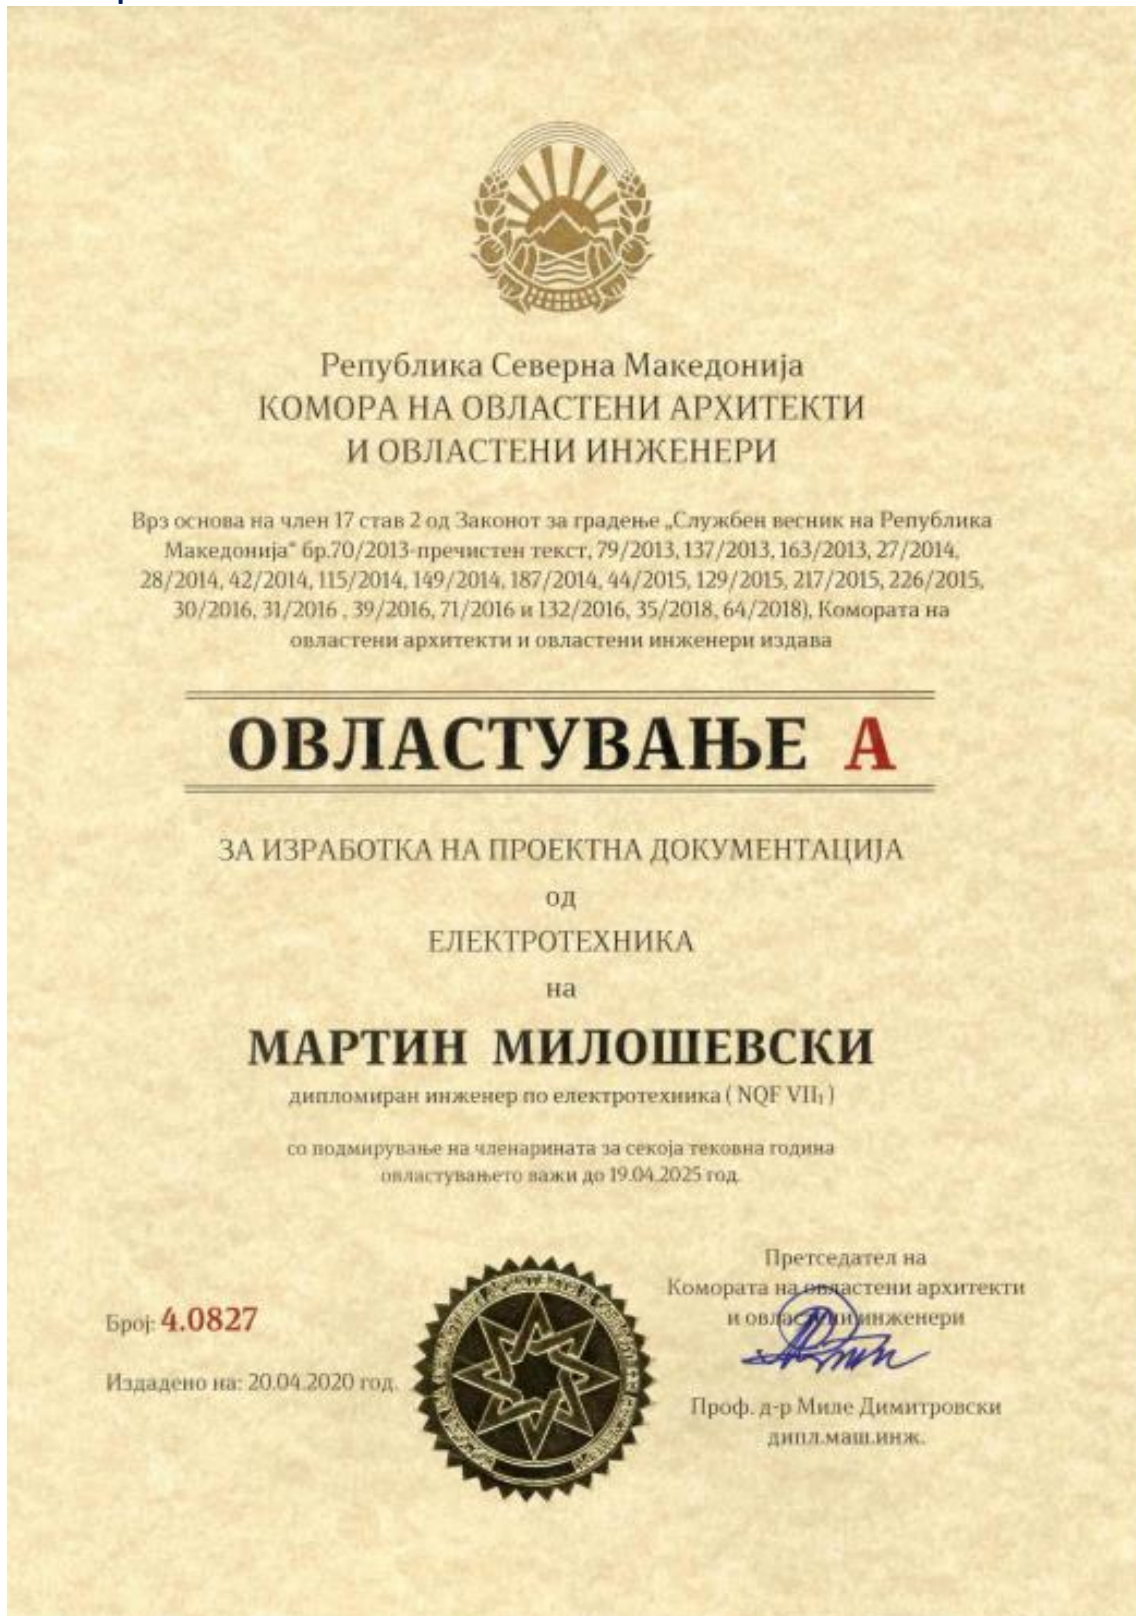 Република Северна Македонија
КОМОРА НА ОВЛАСТЕНИ АРХИТЕКТИ
И ОВЛАСТЕНИ ИНЖЕНЕРИ
Врз основа на член 17 став 2 од Законот за градење „Службен весник на Република
Македонија“ бр.70/2013-пречистен текст, 79/2013, 137/2013, 163/2013, 27/2014,
28/2014, 42/2014, 115/2014, 149/2014, 187/2014, 44/2015, 129/2015, 217/2015, 226/2015,
30/2016, 31/2016 , 39/2016, 71/2016 и 132/2016, 35/2018, 64/2018), Комората на
овластени архитекти и овластени инженери издава
ОВЛАСТУВАЊЕ А
ЗА ИЗРАБОТКА НА ПРОЕКТНА ДОКУМЕНТАЦИЈА
од
ЕЛЕКТРОТЕХНИКА
на
МАРТИН МИЛОШЕВСКИ
дипломиран инженер по електротехника ( NQF VII₁ )
со подмирување на членарината за секоја тековна година
овластувањето важи до 19.04.2025 год.
Број: 4.0827
Издадено на: 20.04.2020 год.
Претседател на
Комората на овластени архитекти
и овластени инженери
Проф. д-р Миле Димитровски
дипл.маш.инж.